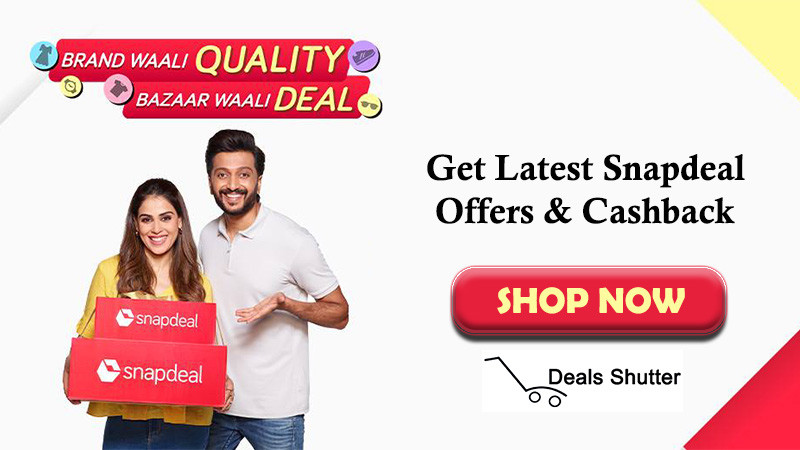 BRAND WAALI QUALITY
BAZAAR WAALI DEAL
Get Latest Snapdeal
Offers & Cashback
SHOP NOW
snapdeal
snapdeal
Deals Shutter